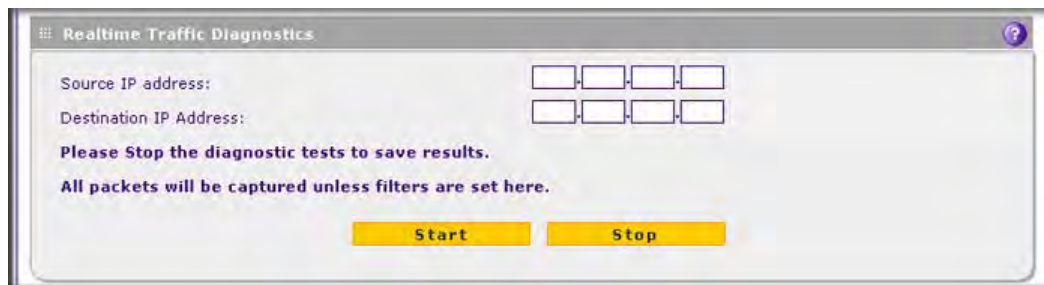 Realtime Traffic Diagnostics ?
Source IP address: . . .
Destination IP Address: . . .
Please Stop the diagnostic tests to save results.
All packets will be captured unless filters are set here.
Start Stop